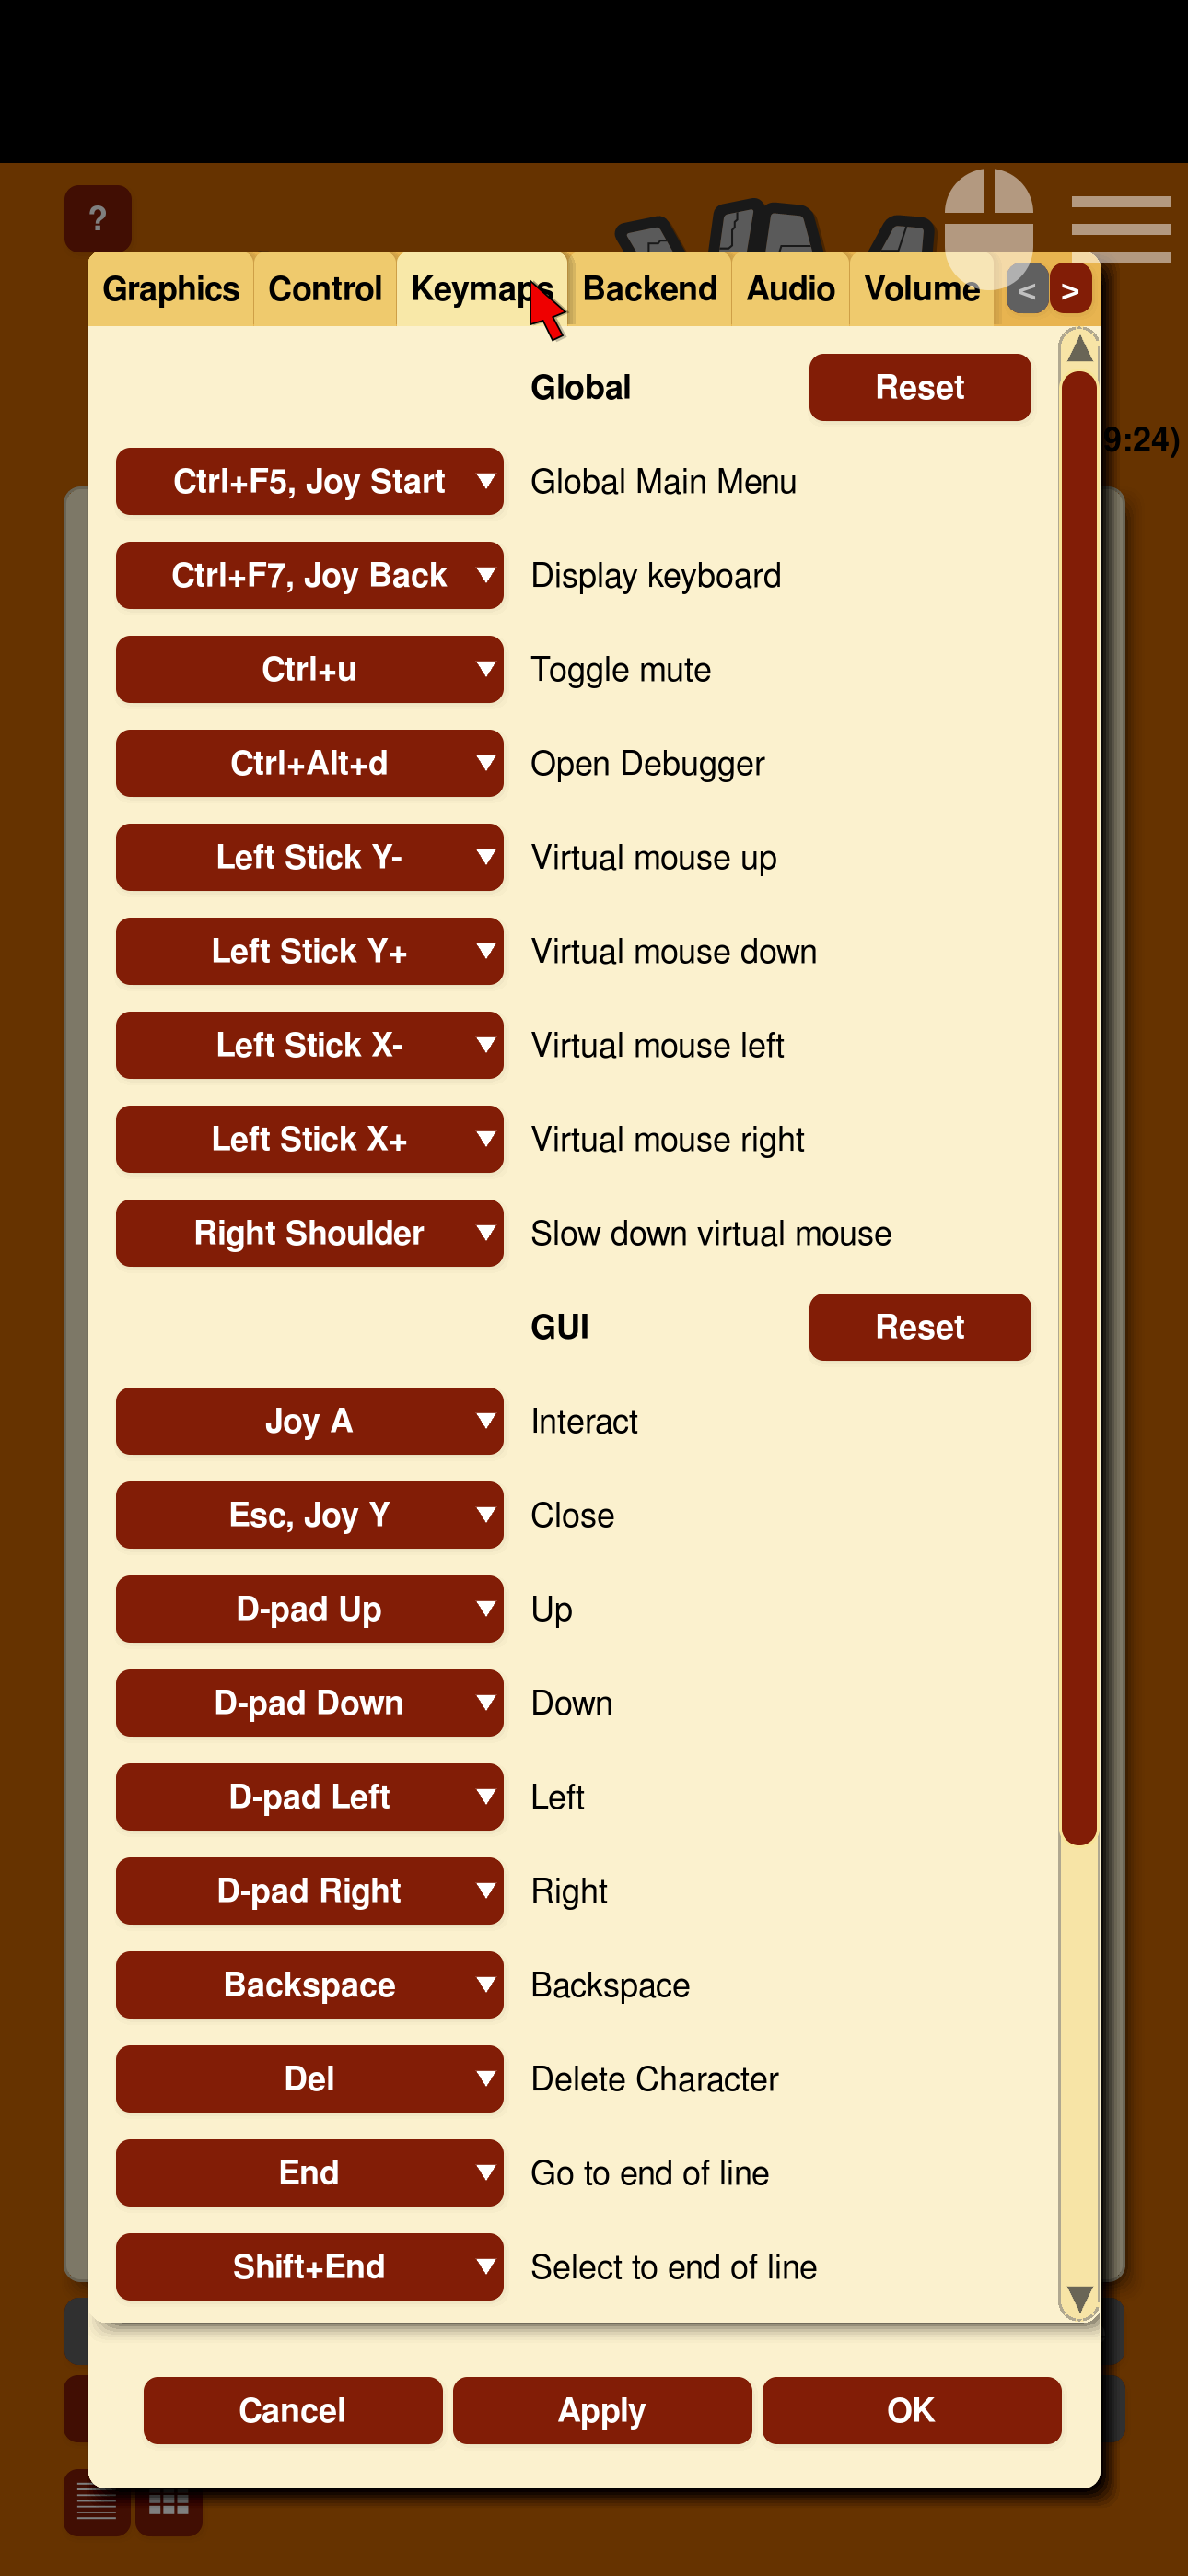 ?
Graphics Control Keymaps Backend Audio Volume < >
Global Reset
9:24)
Ctrl+F5, Joy Start Global Main Menu
Ctrl+F7, Joy Back Display keyboard
Ctrl+u Toggle mute
Ctrl+Alt+d Open Debugger
Left Stick Y- Virtual mouse up
Left Stick Y+ Virtual mouse down
Left Stick X- Virtual mouse left
Left Stick X+ Virtual mouse right
Right Shoulder Slow down virtual mouse
GUI Reset
Joy A Interact
Esc, Joy Y Close
D-pad Up Up
D-pad Down Down
D-pad Left Left
D-pad Right Right
Backspace Backspace
Del Delete Character
End Go to end of line
Shift+End Select to end of line
Cancel Apply OK